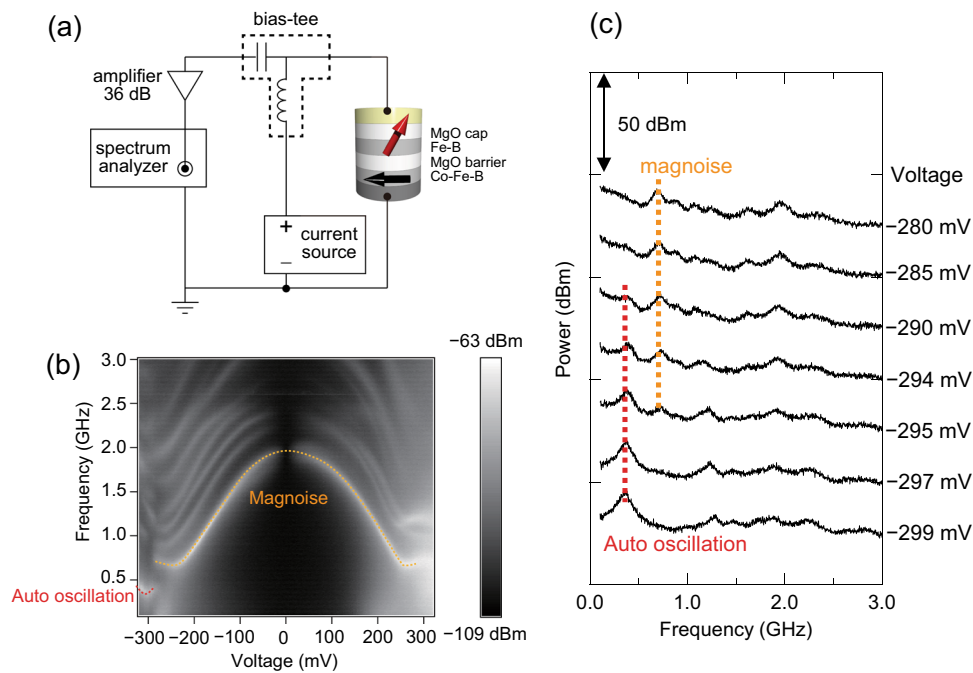 (a)
bias-tee
amplifier
36 dB
spectrum
analyzer
MgO cap
Fe-B
MgO barrier
Co-Fe-B
+
−
current
source
(b)
−63 dBm
−109 dBm
3.0
2.5
2.0
1.5
1.0
0.5
Frequency (GHz)
Magnoise
Auto oscillation
−300 −200 −100 0 100 200 300
Voltage (mV)
(c)
50 dBm
magnoise
Voltage
−280 mV
−285 mV
−290 mV
−294 mV
−295 mV
−297 mV
−299 mV
Power (dBm)
Auto oscillation
0.0 1.0 2.0 3.0
Frequency (GHz)